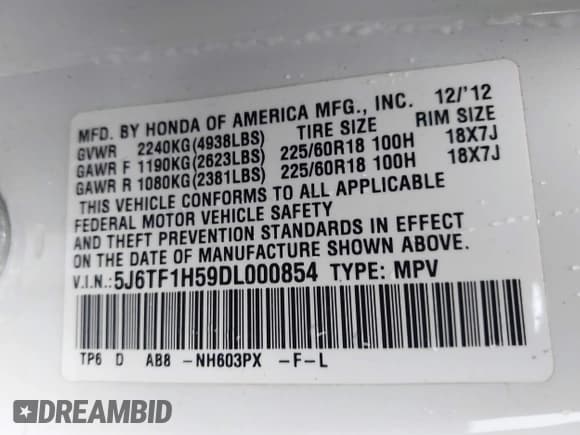 MFD. BY HONDA OF AMERICA MFG., INC. 12/'12
GVWR 2240KG(4938LBS) TIRE SIZE RIM SIZE
GAWR F 1190KG(2623LBS) 225/60R18 100H 18X7J
GAWR R 1080KG(2381LBS) 225/60R18 100H 18X7J
THIS VEHICLE CONFORMS TO ALL APPLICABLE
FEDERAL MOTOR VEHICLE SAFETY
AND THEFT PREVENTION STANDARDS IN EFFECT
ON THE DATE OF MANUFACTURE SHOWN ABOVE.
V.I.N.: 5J6TF1H59DL000854 TYPE: MPV
TP6 D AB8 -NH603PX -F-L
DREAMBID